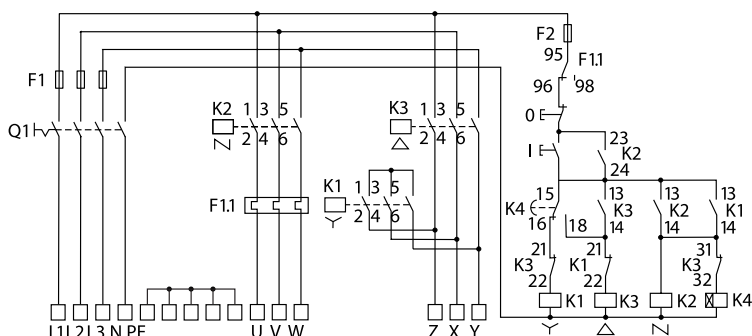 F2
95
F1.1
96 98
F1
K2 1 3 5
2 4 6
K3 1 3 5
2 4 6
Q1
0
I
23
K2
24
K1 1 3 5
2 4 6
F1.1
15
K4
16 18
13
K3
14
13
K2
14
13
K1
14
21
K3
22
21
K1
22
31
K3
32
K1 K3 K2 K4
L1 L2 L3 N PE U V W Z X Y